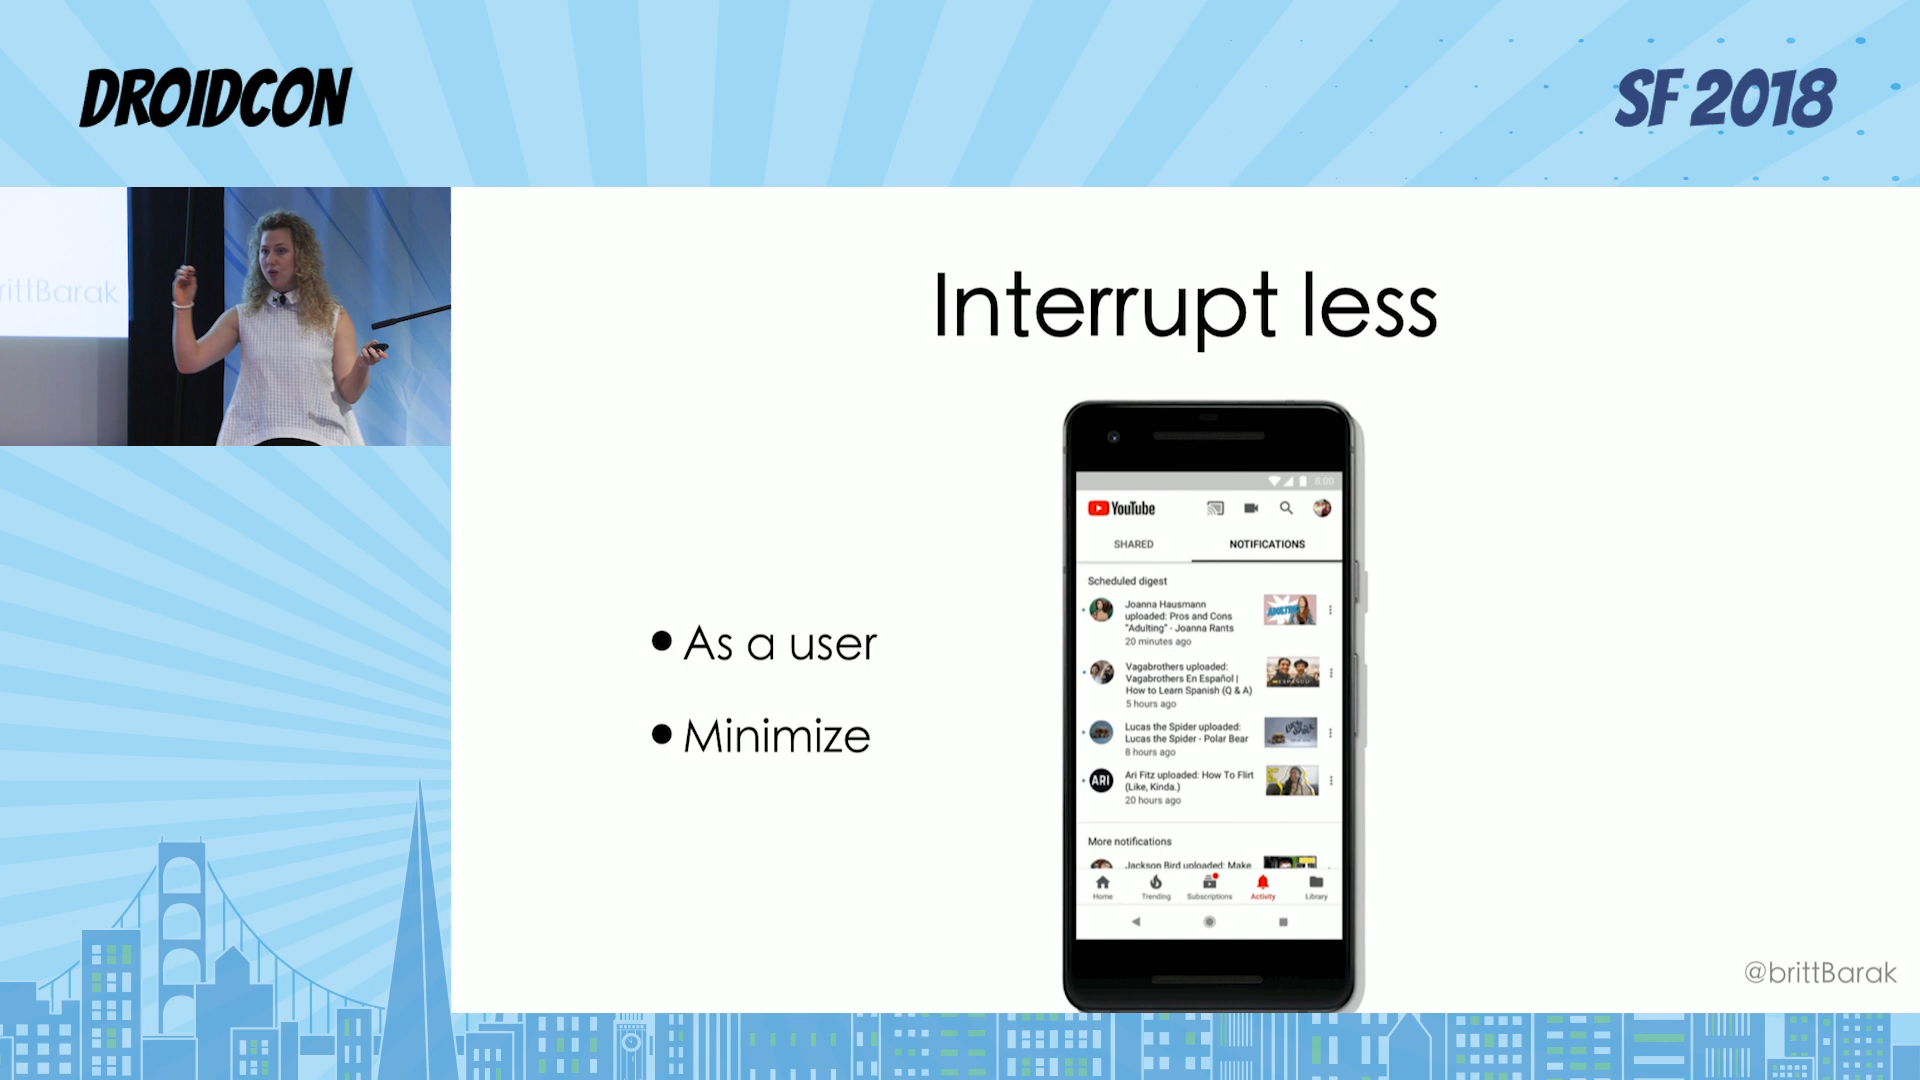 DROIDCON
SF 2018
rittBarak
Interrupt less
As a user
Minimize
8:00
YouTube
SHARED
NOTIFICATIONS
Scheduled digest
Joanna Hausmann
uploaded: Pros and Cons
"Adulting" - Joanna Rants
20 minutes ago
Vagabrothers uploaded:
Vagabrothers En Español |
How to Learn Spanish (Q & A)
5 hours ago
Lucas the Spider uploaded:
Lucas the Spider - Polar Bear
8 hours ago
ARI
Ari Fitz uploaded: How To Flirt
(Like, Kinda.)
20 hours ago
More notifications
Jackson Bird uploaded: Make
Home
Trending
Subscriptions
Activity
Library
@brittBarak